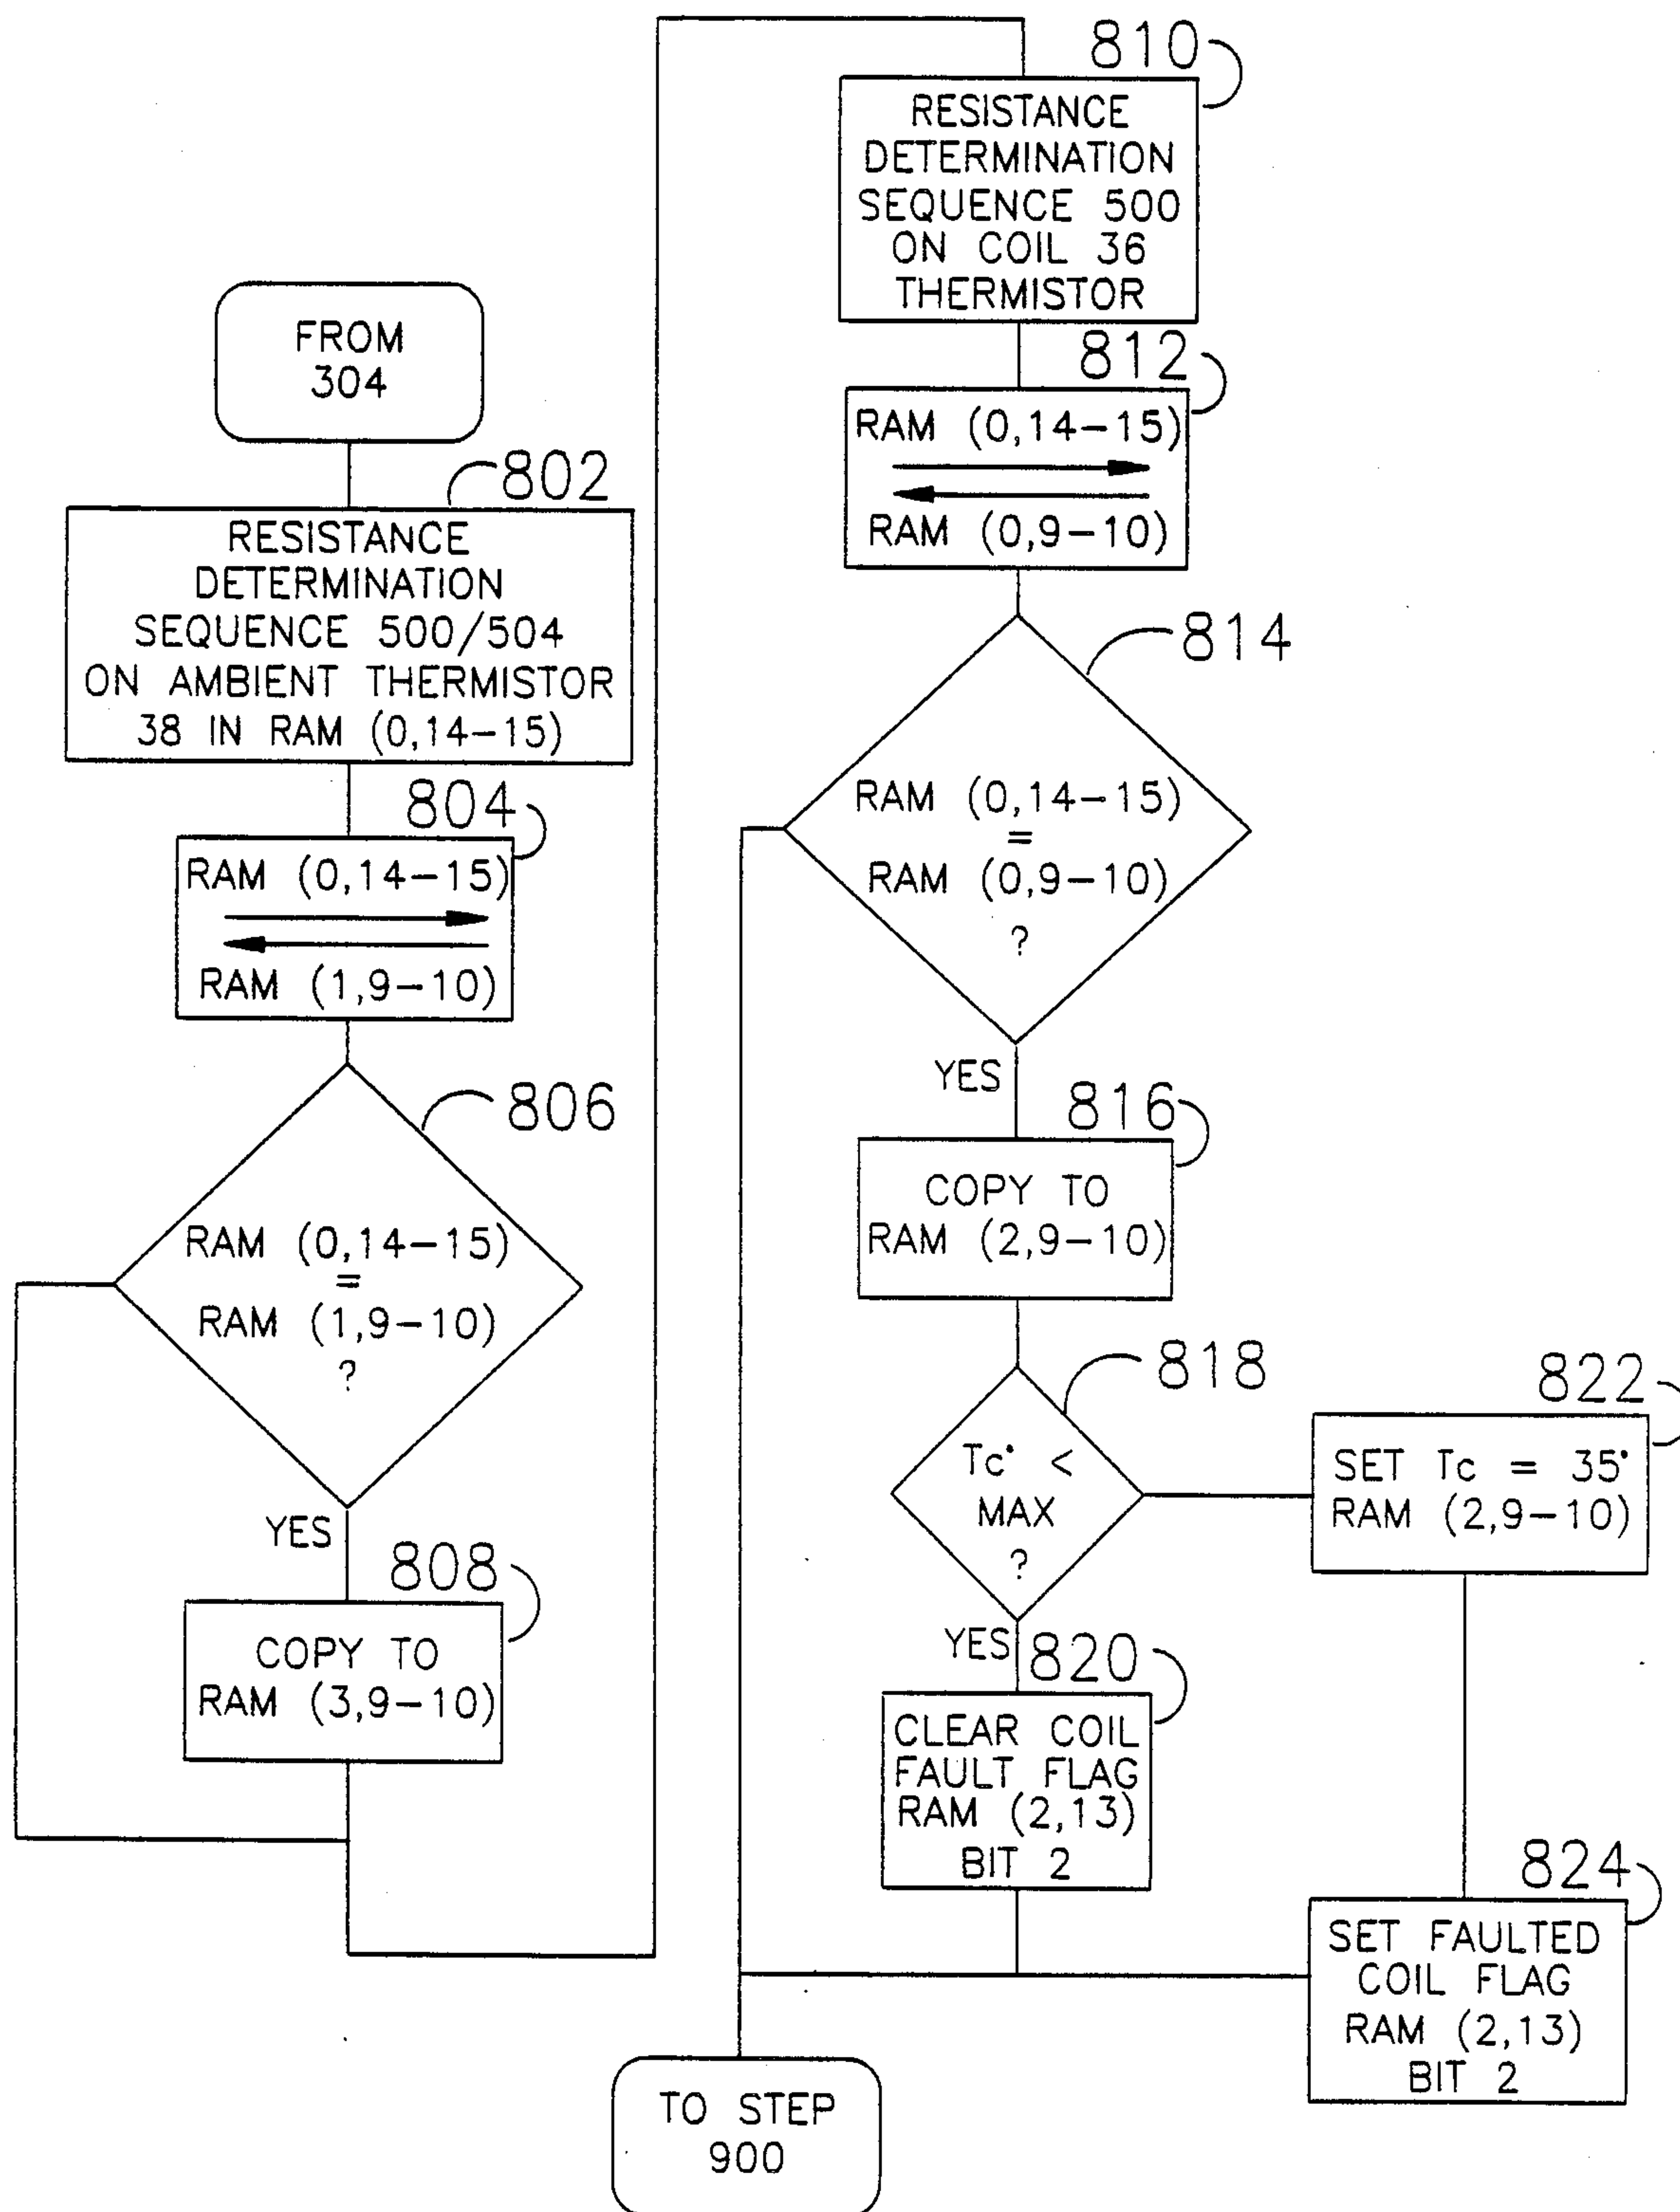 FROM
304
802
RESISTANCE
DETERMINATION
SEQUENCE 500/504
ON AMBIENT THERMISTOR
38 IN RAM (0,14-15)
804
RAM (0,14-15)
RAM (1,9-10)
806
RAM (0,14-15)
=
RAM (1,9-10)
?
YES
808
COPY TO
RAM (3,9-10)
810
RESISTANCE
DETERMINATION
SEQUENCE 500
ON COIL 36
THERMISTOR
812
RAM (0,14-15)
RAM (0,9-10)
814
RAM (0,14-15)
=
RAM (0,9-10)
?
YES
816
COPY TO
RAM (2,9-10)
818
Tc° <
MAX
?
YES
820
CLEAR COIL
FAULT FLAG
RAM (2,13)
BIT 2
822
SET Tc = 35°
RAM (2,9-10)
824
SET FAULTED
COIL FLAG
RAM (2,13)
BIT 2
TO STEP
900